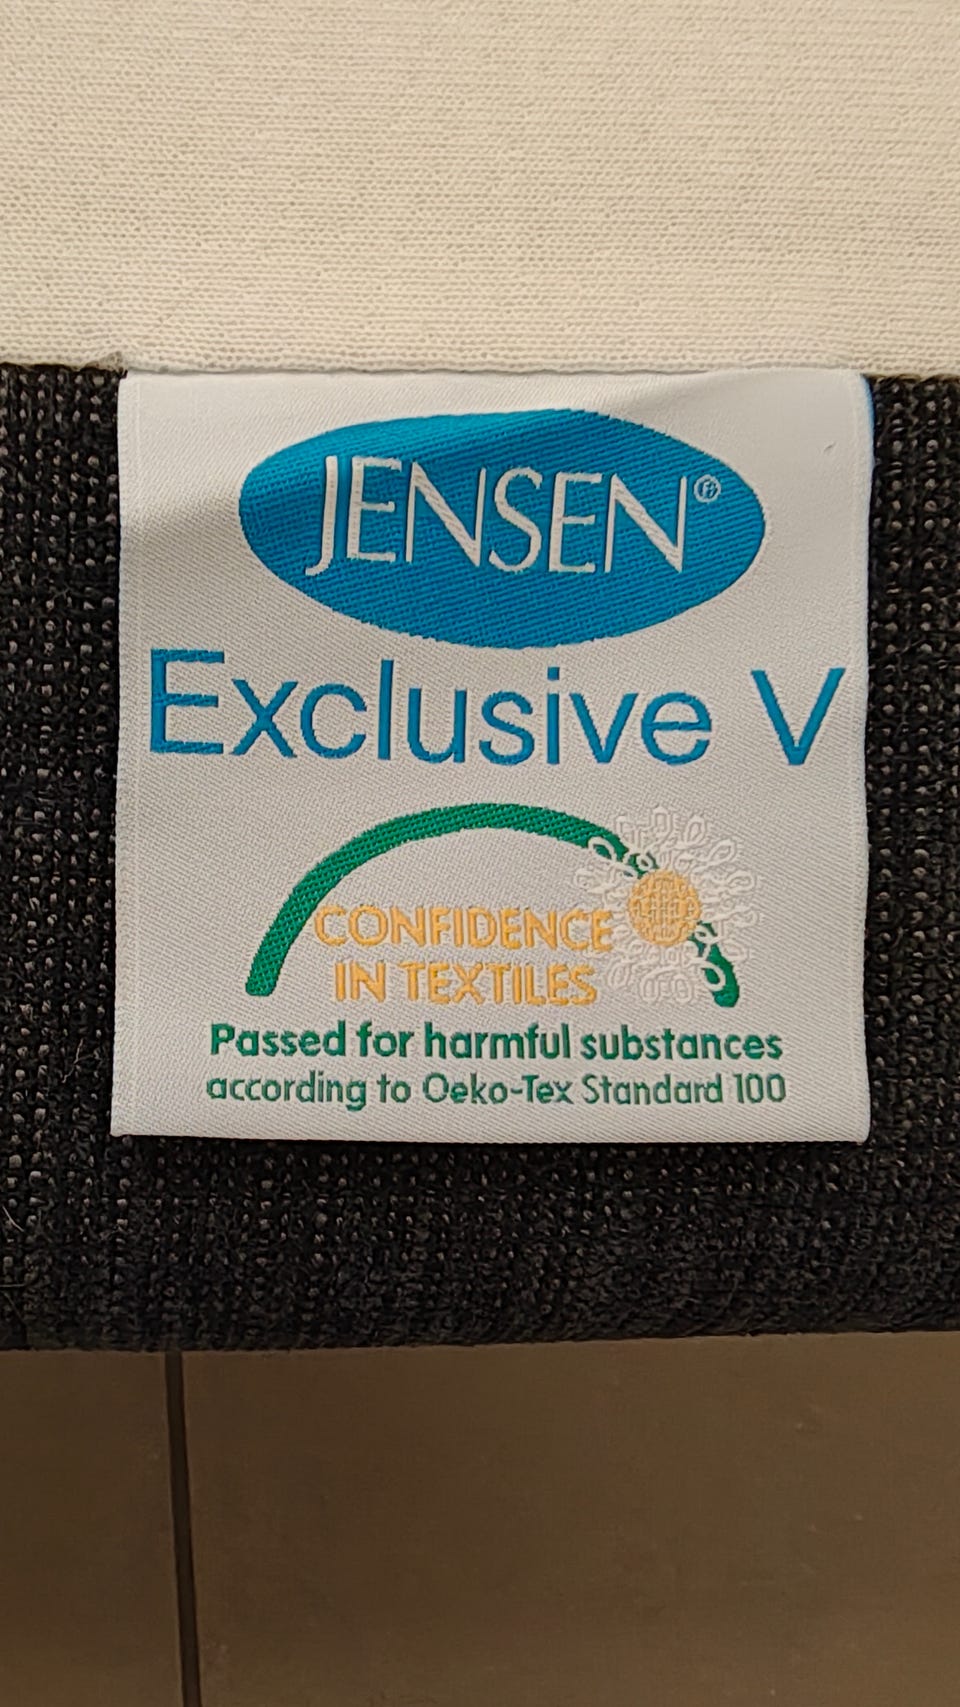 JENSEN®
Exclusive V
CONFIDENCE
IN TEXTILES
Passed for harmful substances
according to Oeko-Tex Standard 100